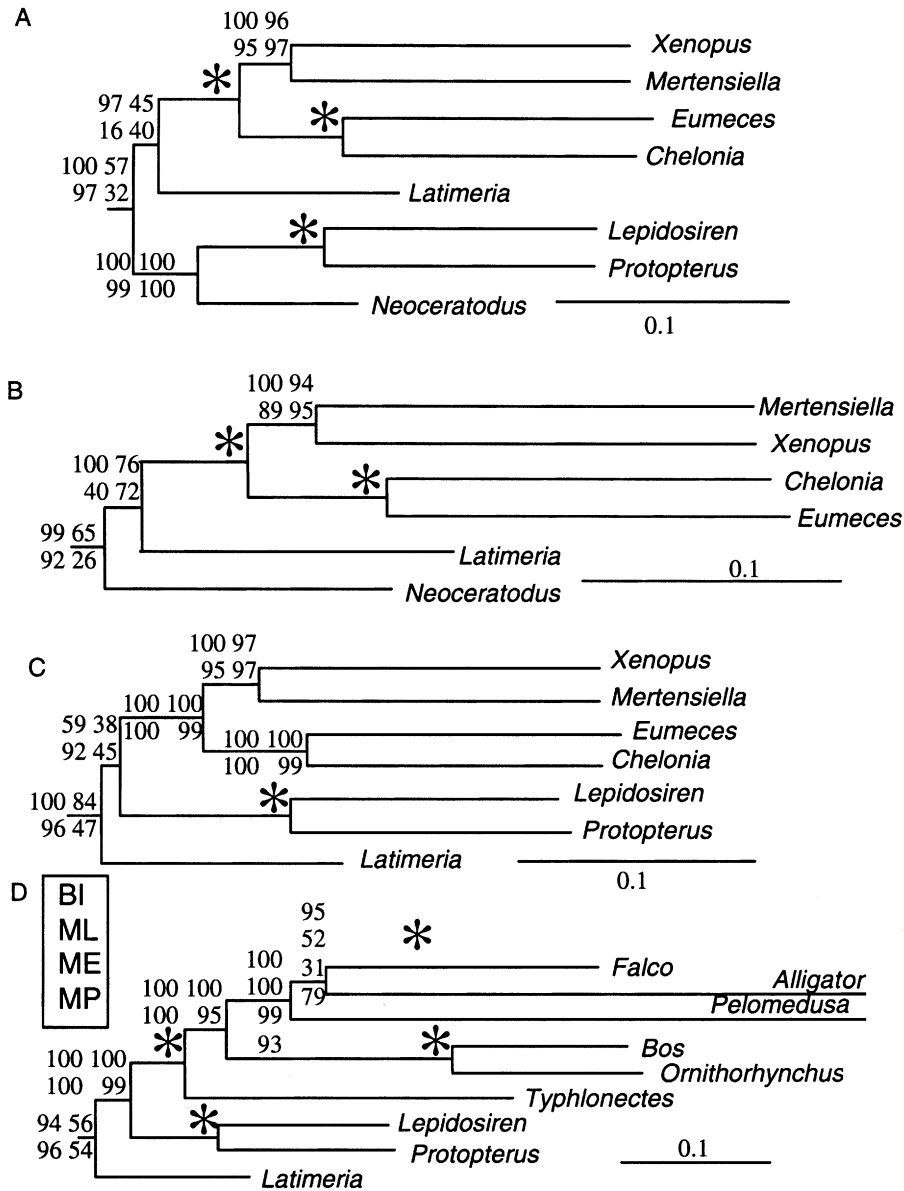 A
100 96
95 97
Xenopus
Mertensiella
97 45
16 40
*
*
Eumeces
Chelonia
100 57
97 32
Latimeria
*
Lepidosiren
Protopterus
100 100
99 100
Neoceratodus
0.1
B
100 94
89 95
Mertensiella
Xenopus
*
100 76
40 72
*
Chelonia
Eumeces
99 65
92 26
Latimeria
0.1
Neoceratodus
C
100 97
95 97
Xenopus
Mertensiella
100 100
100 99
59 38
92 45
100 100
100 99
Eumeces
Chelonia
100 84
96 47
*
Lepidosiren
Protopterus
Latimeria
0.1
D
BI
ML
ME
MP
95
52
31
79
*
Falco
Alligator
Pelomedusa
100
100
99
93
100 100
100 95
*
*
Bos
Ornithorhynchus
100 100
100 99
Typhlonectes
94 56
96 54
*
Lepidosiren
Protopterus
0.1
Latimeria